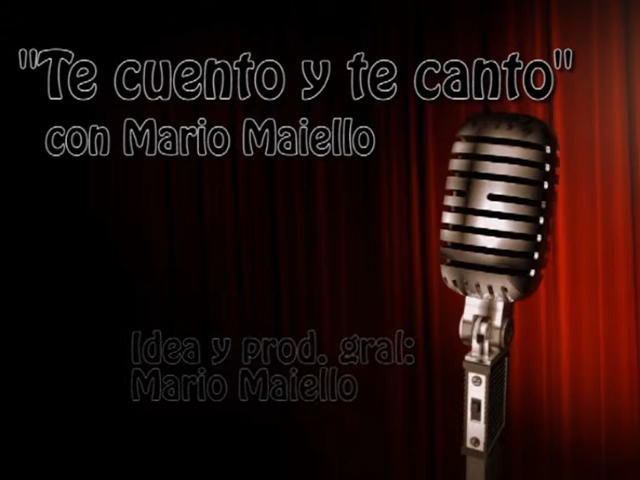 "Te cuento y te canto"
con Mario Maiello
Idea y prod. gral:
Mario Maiello